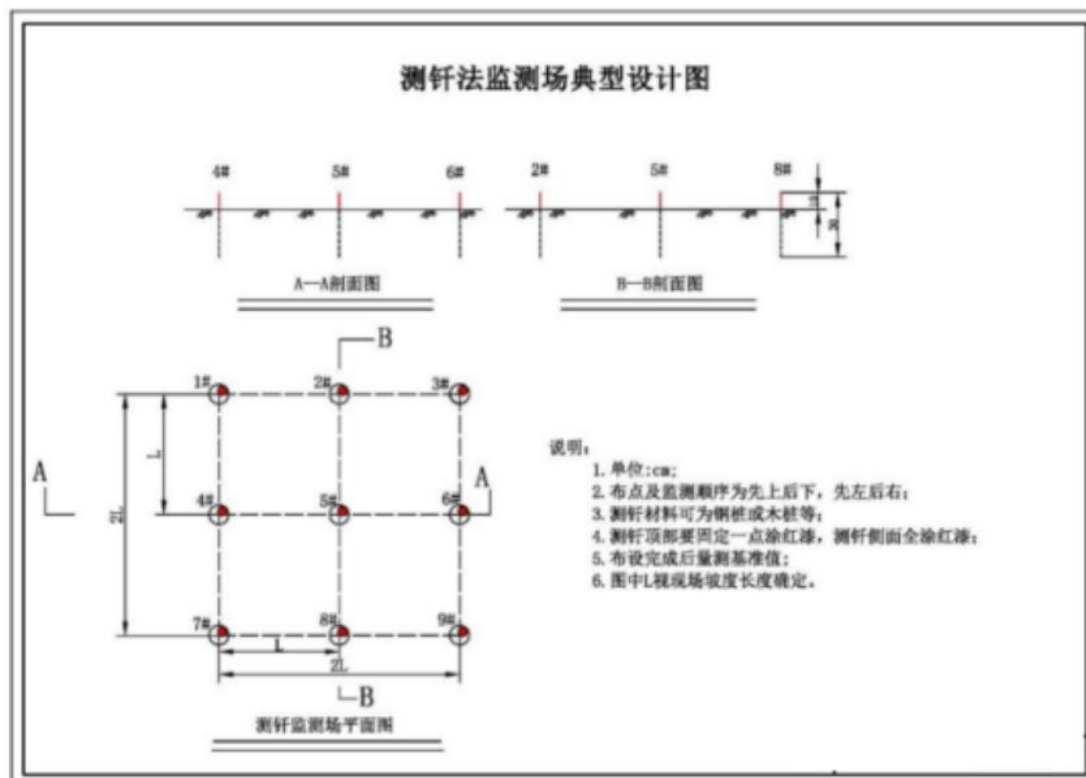 测钎法监测场典型设计图
4# 5# 6# 2# 5# 8#
30
A—A剖面图 B—B剖面图
B
1# 2# 3#
L
A A
4# 5# 6#
2L
说明:
1. 单位:cm;
2. 布点及监测顺序为先上后下，先左后右;
3. 测钎材料可为钢桩或木桩等;
4. 测钎顶部要固定一点涂红漆，测钎侧面全涂红漆;
5. 布设完成后量测基准值;
6. 图中L视现场坡度长度确定。
7# 8# 9#
L
2L
B
测钎监测场平面图